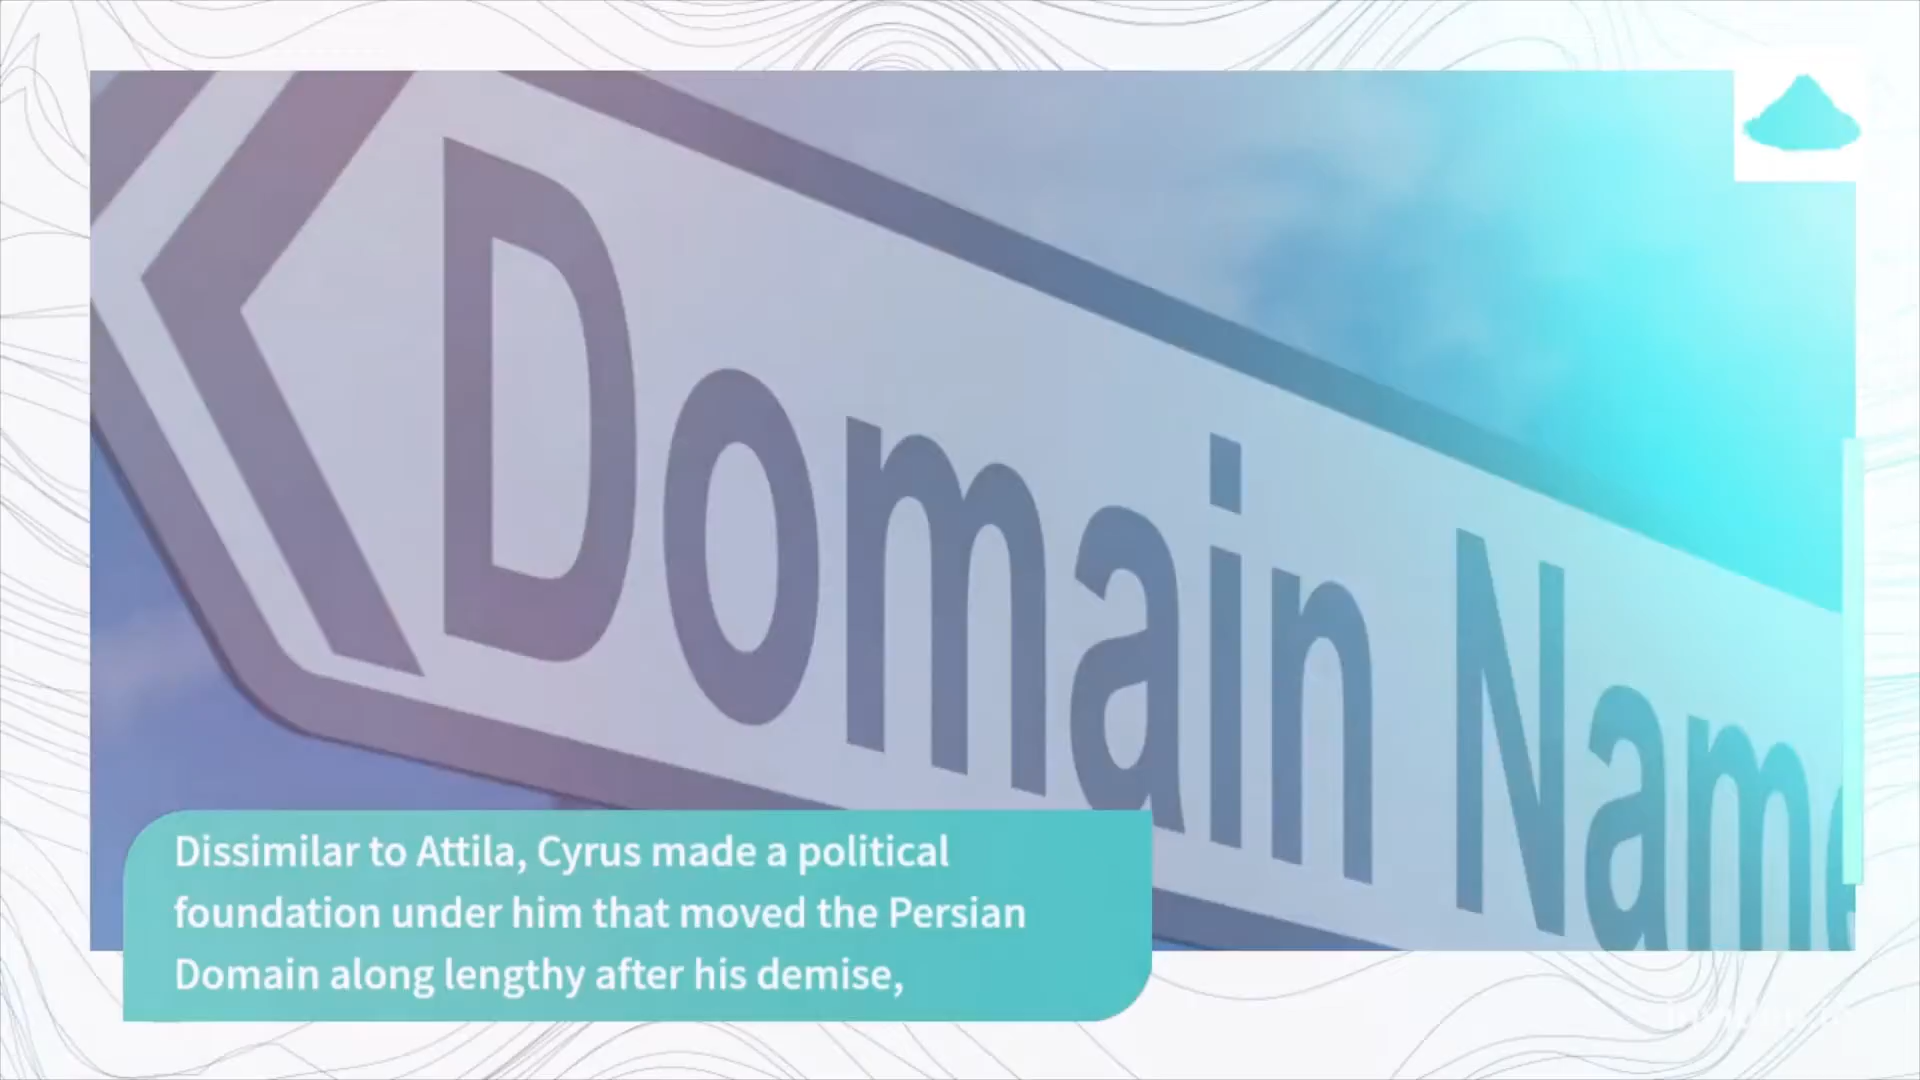 Domain Name
Dissimilar to Attila, Cyrus made a political
foundation under him that moved the Persian
Domain along lengthy after his demise,